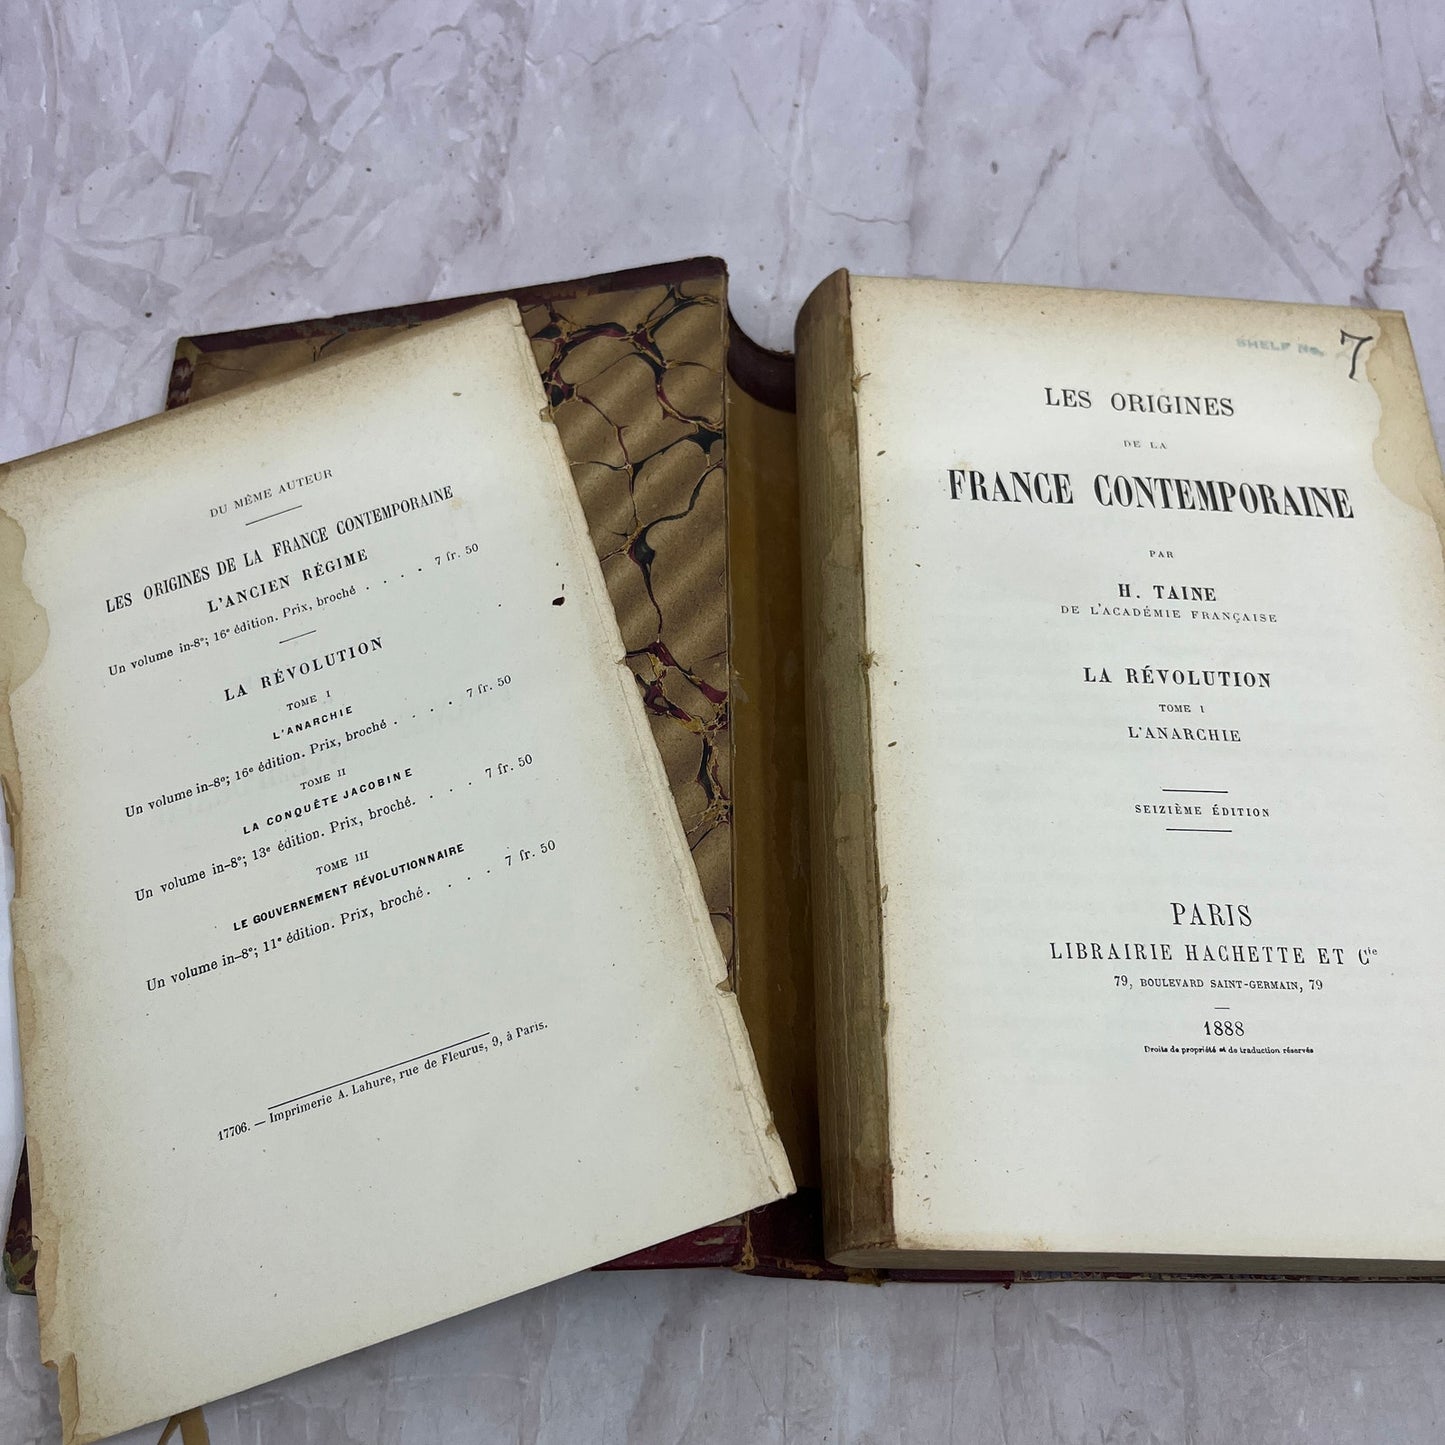 DU MÊME AUTEUR
LES ORIGINES DE LA FRANCE CONTEMPORAINE
L'ANCIEN RÉGIME
Un volume in-8°; 16e édition. Prix, broché . . . . 7 fr. 50
LA RÉVOLUTION
TOME I
L'ANARCHIE
Un volume in-8°; 16e édition. Prix, broché . . . . 7 fr. 50
TOME II
LA CONQUÊTE JACOBINE
Un volume in-8°; 13e édition. Prix, broché. . . . . 7 fr. 50
TOME III
LE GOUVERNEMENT RÉVOLUTIONNAIRE
Un volume in-8°; 11e édition. Prix, broché. . . . . 7 fr. 50
17706. — Imprimerie A. Lahure, rue de Fleurus, 9, à Paris.
SHELF No. 7
LES ORIGINES
DE LA
FRANCE CONTEMPORAINE
PAR
H. TAINE
DE L'ACADÉMIE FRANÇAISE
LA RÉVOLUTION
TOME I
L'ANARCHIE
SEIZIÈME ÉDITION
PARIS
LIBRAIRIE HACHETTE ET Cie
79, BOULEVARD SAINT-GERMAIN, 79
1888
Droits de propriété et de traduction réservés